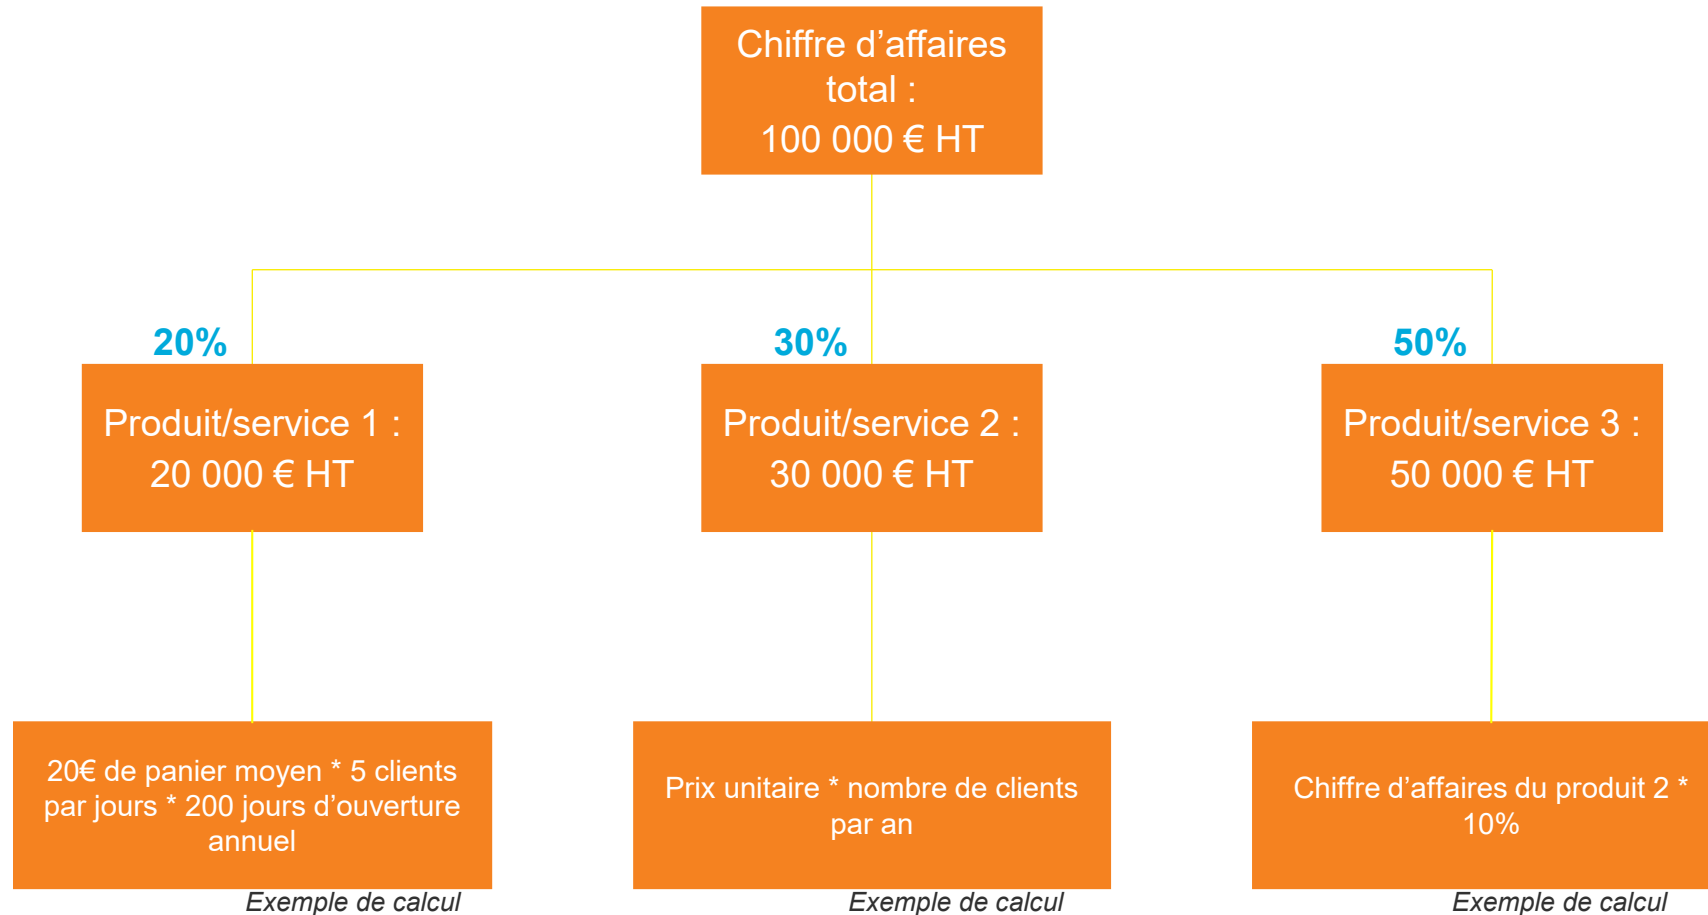 Chiffre d’affaires
total :
100 000 € HT
20%
30%
50%
Produit/service 1 :
20 000 € HT
Produit/service 2 :
30 000 € HT
Produit/service 3 :
50 000 € HT
20€ de panier moyen * 5 clients
par jours * 200 jours d’ouverture
annuel
Prix unitaire * nombre de clients
par an
Chiffre d’affaires du produit 2 *
10%
Exemple de calcul
Exemple de calcul
Exemple de calcul